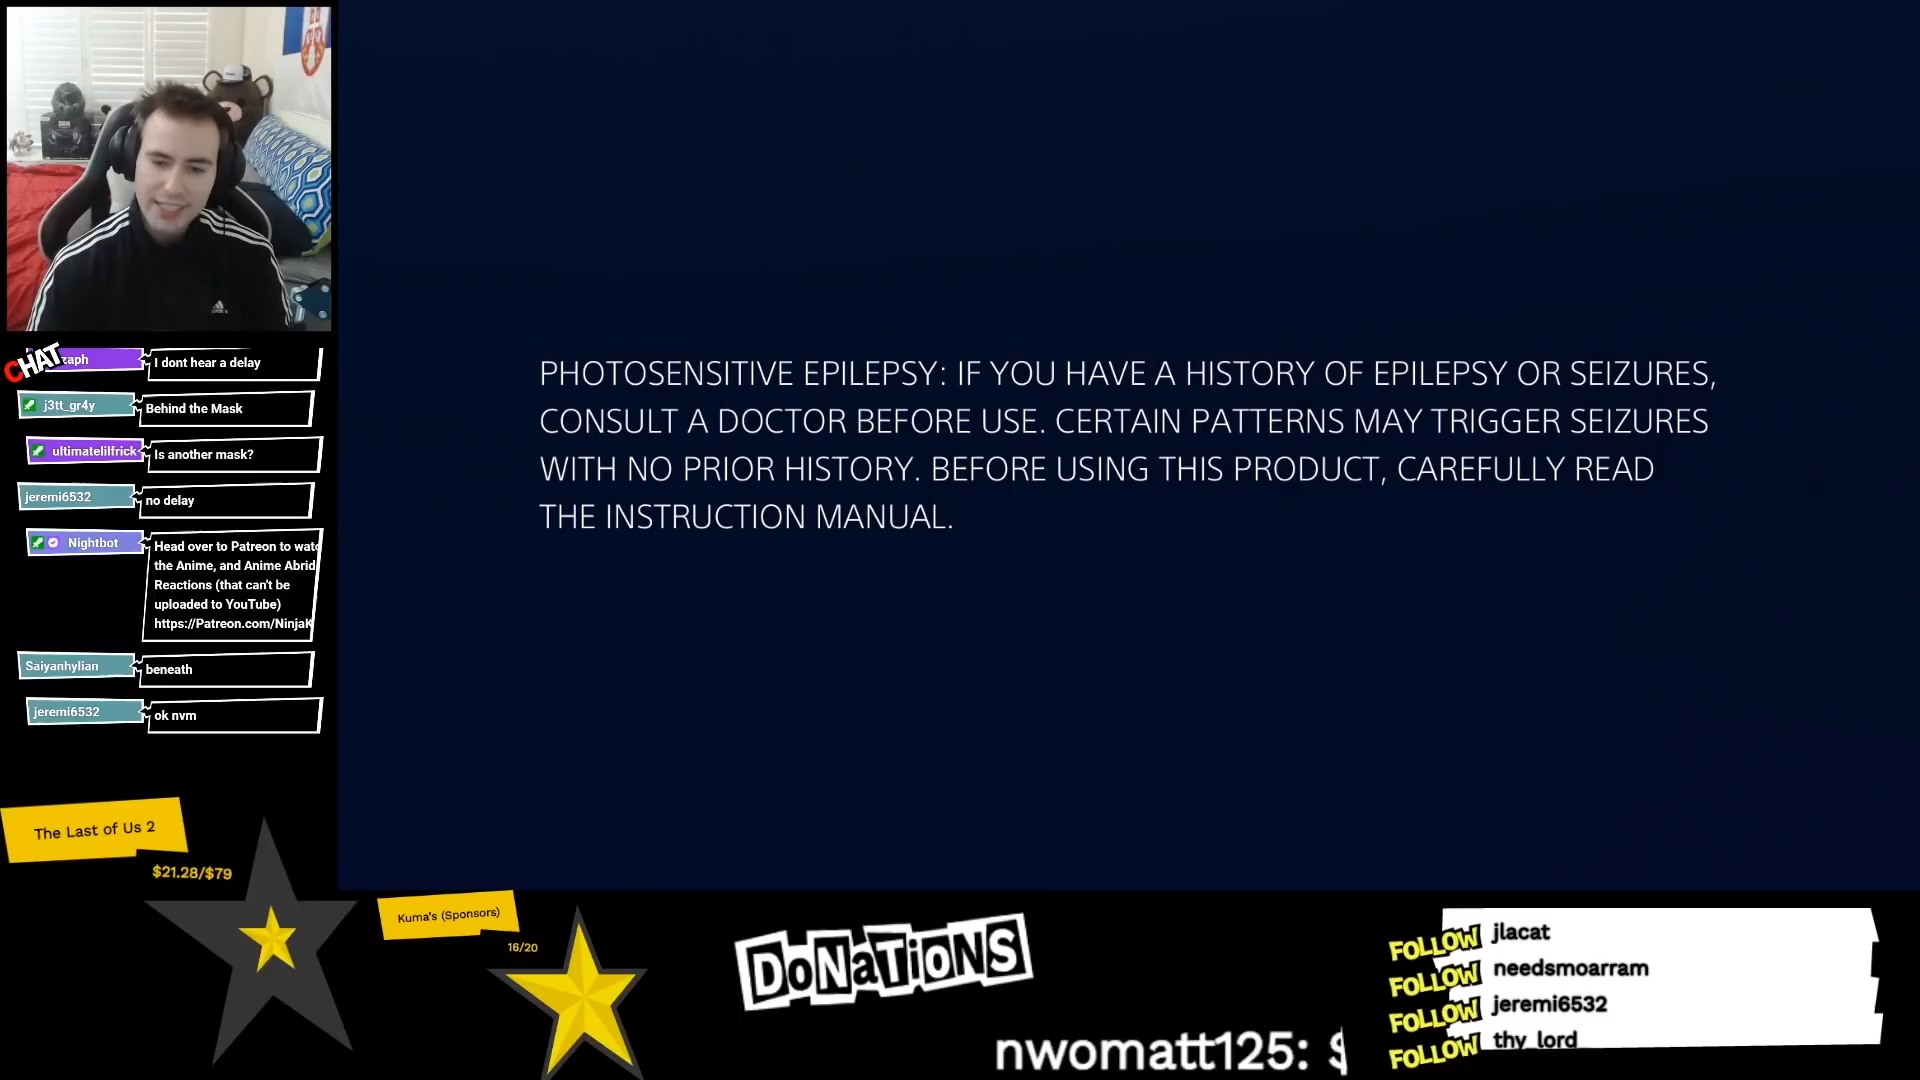 CHAT
zaph
I dont hear a delay
j3tt_gr4y
Behind the Mask
ultimatelilfrick
Is another mask?
jeremi6532
no delay
Nightbot
Head over to Patreon to watc
the Anime, and Anime Abrid
Reactions (that can't be
uploaded to YouTube)
https://Patreon.com/NinjaK
Saiyanhylian
beneath
jeremi6532
ok nvm
PHOTOSENSITIVE EPILEPSY: IF YOU HAVE A HISTORY OF EPILEPSY OR SEIZURES,
CONSULT A DOCTOR BEFORE USE. CERTAIN PATTERNS MAY TRIGGER SEIZURES
WITH NO PRIOR HISTORY. BEFORE USING THIS PRODUCT, CAREFULLY READ
THE INSTRUCTION MANUAL.
The Last of Us 2
$21.28/$79
Kuma's (Sponsors)
16/20
DoNaTiONS
nwomatt125: $
FOLLOW jlacat
FOLLOW needsmoarram
FOLLOW jeremi6532
FOLLOW thy_lord